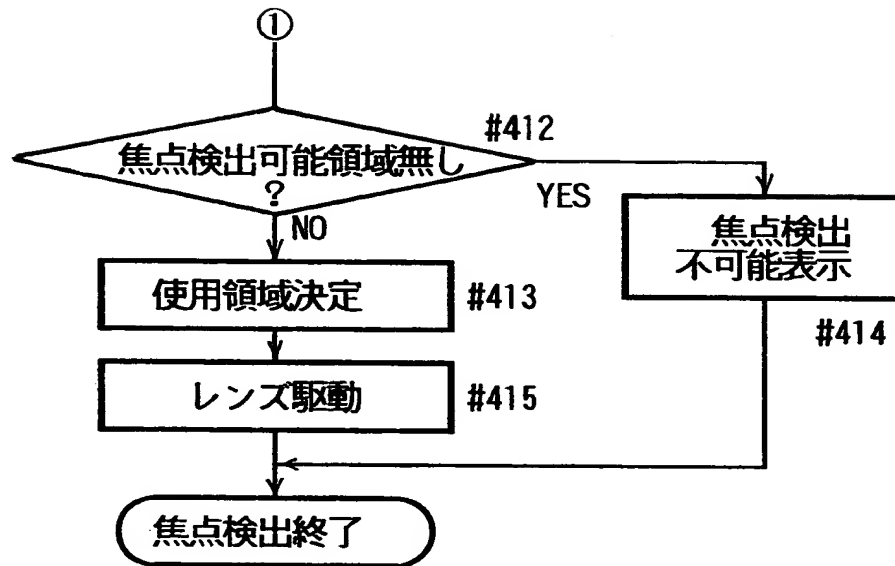 ①
#412
焦点検出可能領域無し
?
YES
NO
焦点検出
不可能表示
使用領域決定
#413
#414
レンズ駆動
#415
焦点検出終了